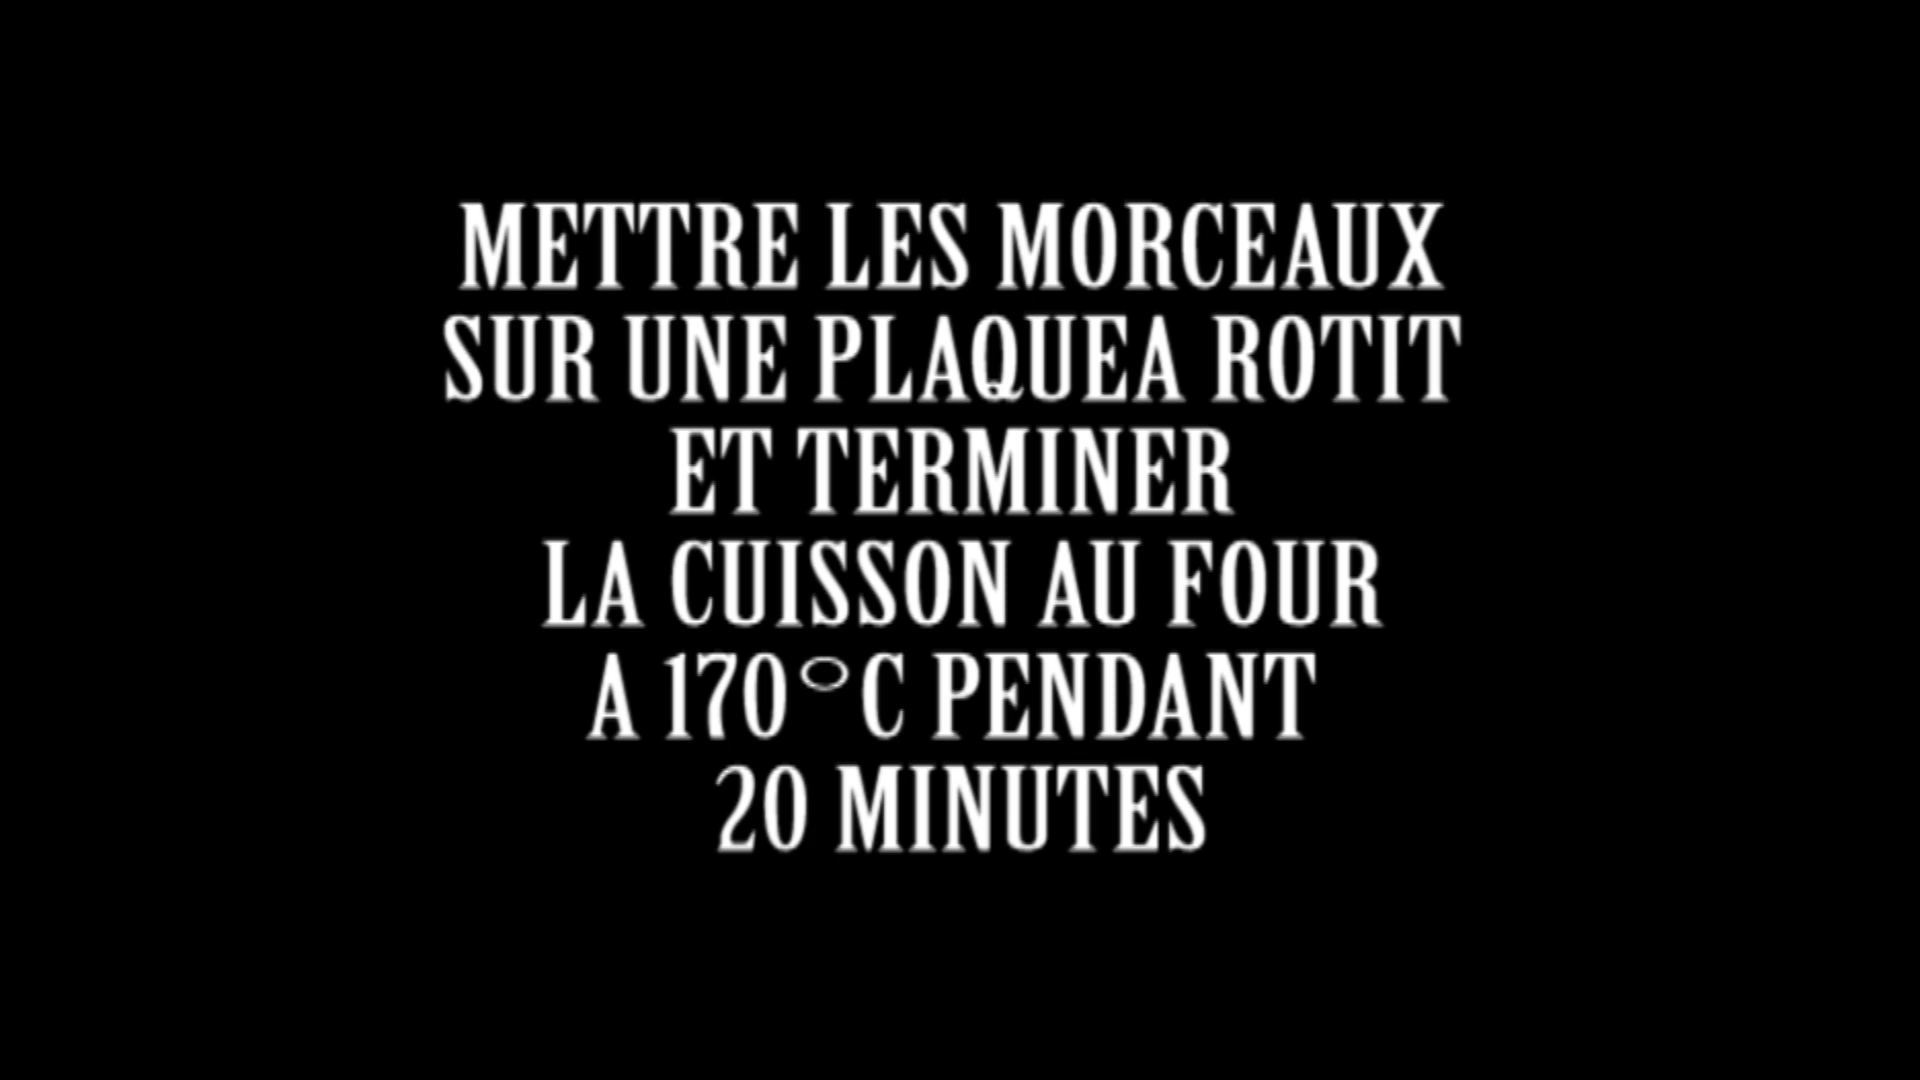 METTRE LES MORCEAUX
SUR UNE PLAQUEA ROTIT
ET TERMINER
LA CUISSON AU FOUR
A 170°C PENDANT
20 MINUTES